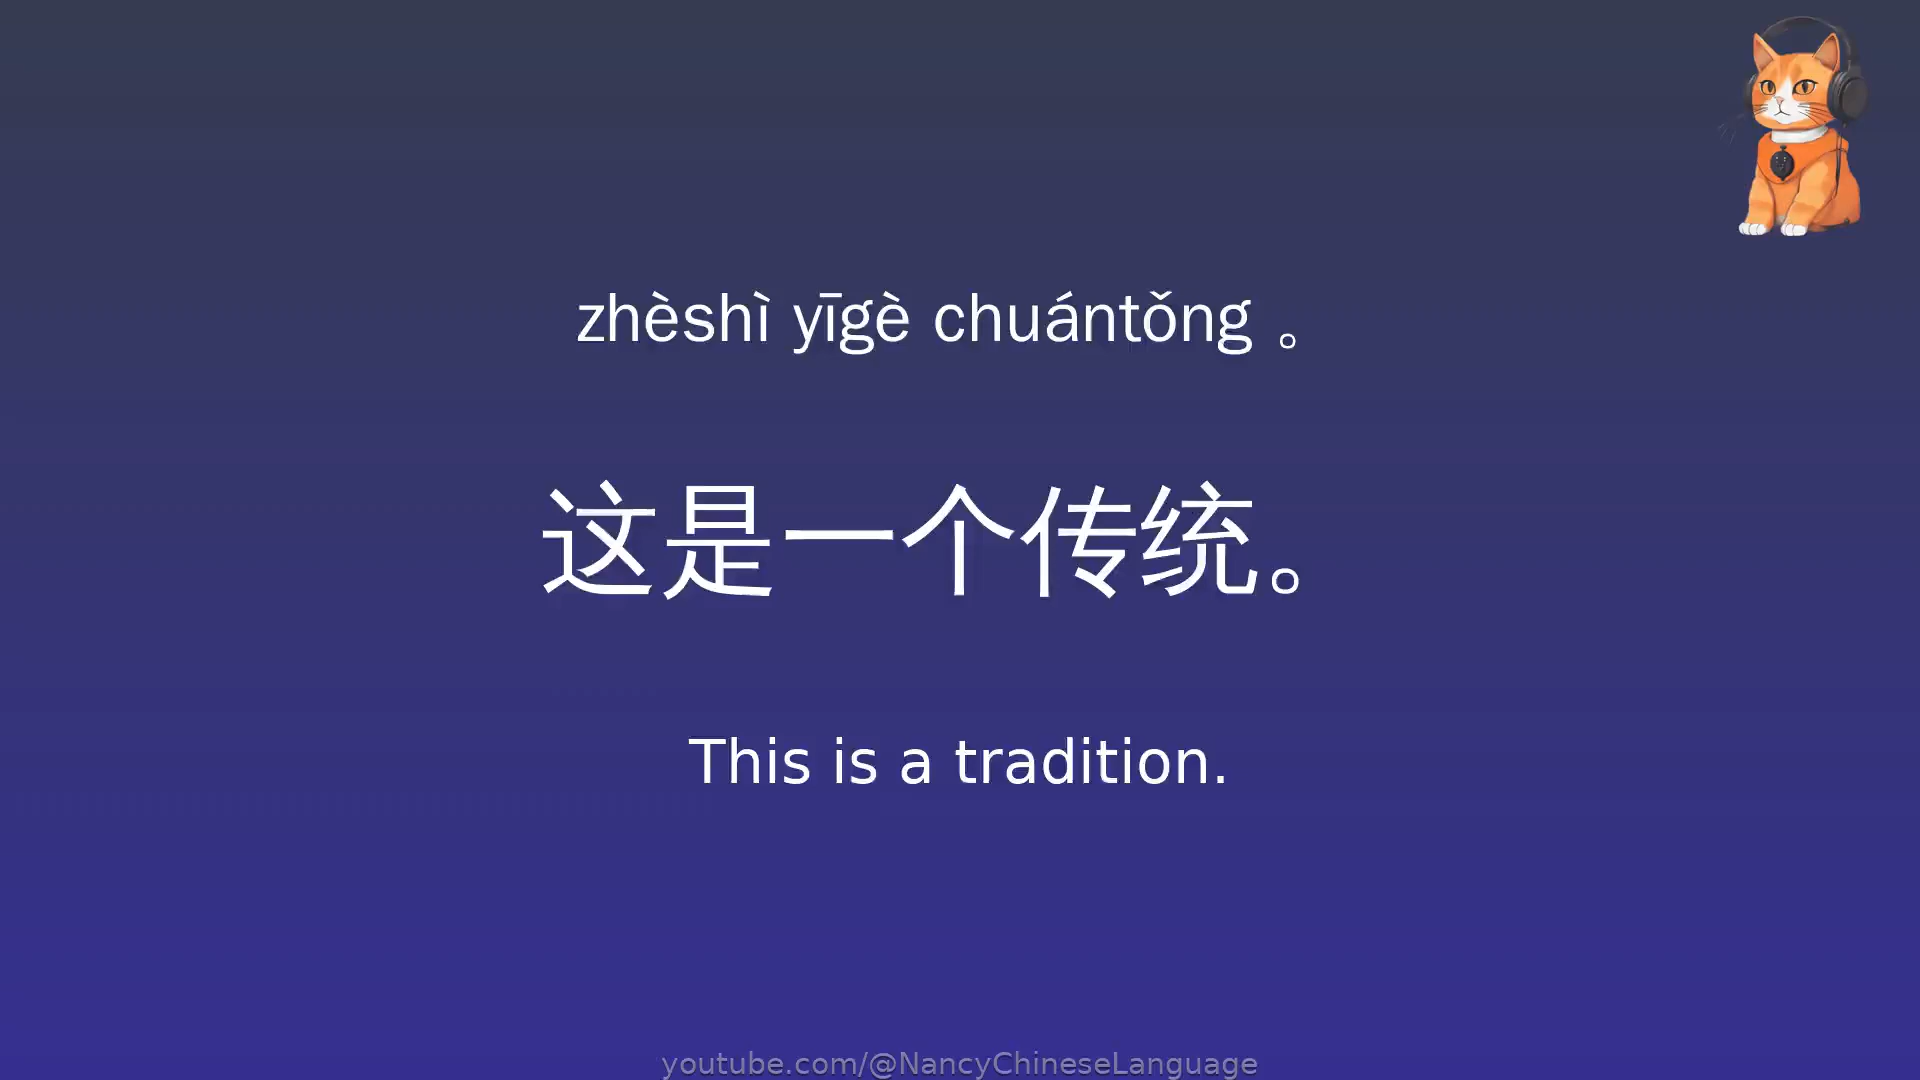 zhèshì yīgè chuántǒng 。
这是一个传统。
This is a tradition.
youtube.com/@NancyChineseLanguage